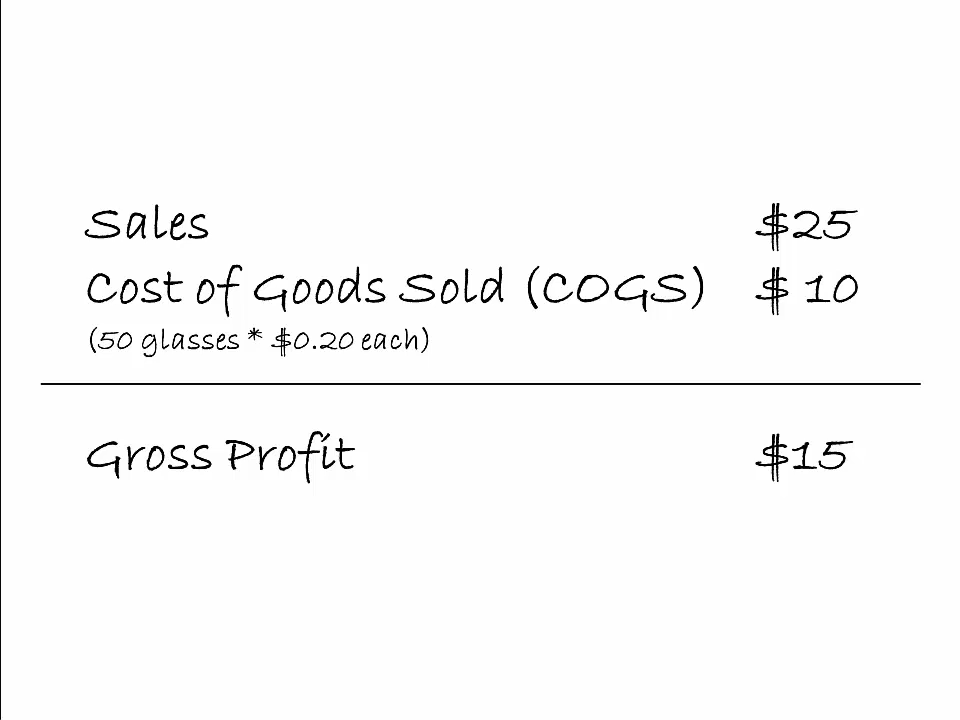 Sales $25
Cost of Goods Sold (COGS) $ 10
(50 glasses * $0.20 each)
Gross Profit $15